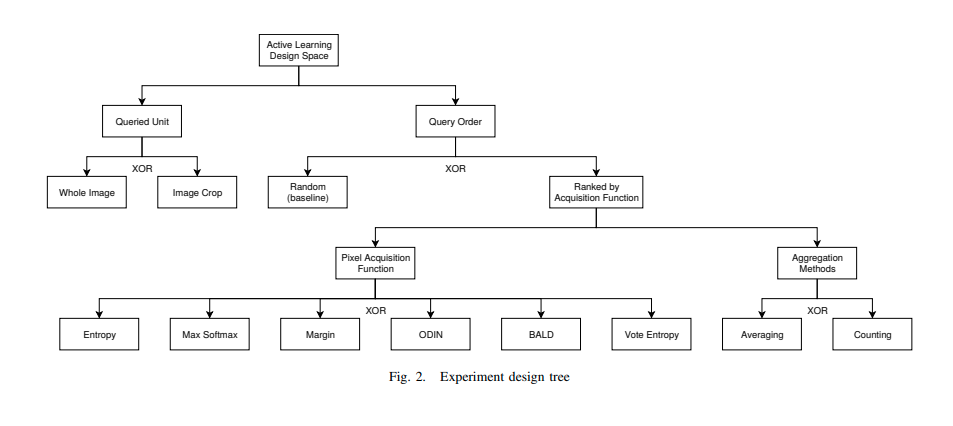 Active Learning
Design Space
Queried Unit
Query Order
XOR
XOR
Whole Image
Image Crop
Random
(baseline)
Ranked by
Acquisition Function
Pixel Acquisition
Function
Aggregation
Methods
XOR
XOR
Entropy
Max Softmax
Margin
ODIN
BALD
Vote Entropy
Averaging
Counting
Fig. 2. Experiment design tree